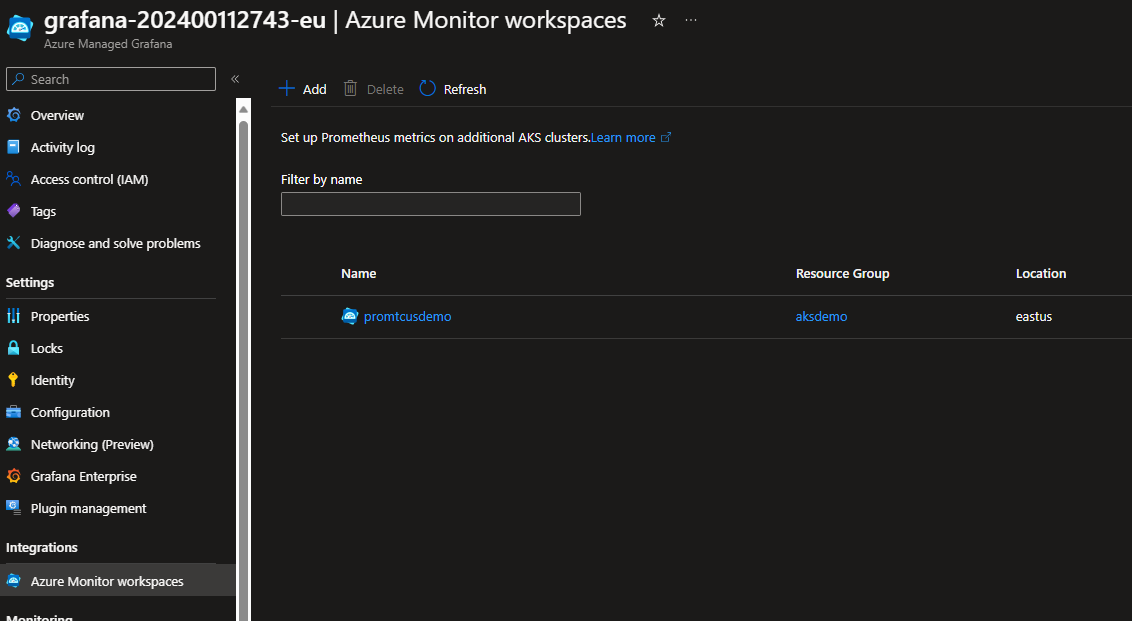 grafana-202400112743-eu | Azure Monitor workspaces
Azure Managed Grafana
Search
Overview
Activity log
Access control (IAM)
Tags
Diagnose and solve problems
Settings
Properties
Locks
Identity
Configuration
Networking (Preview)
Grafana Enterprise
Plugin management
Integrations
Azure Monitor workspaces
Monitoring
Add Delete Refresh
Set up Prometheus metrics on additional AKS clusters.Learn more
Filter by name
Name Resource Group Location
promtcusdemo aksdemo eastus